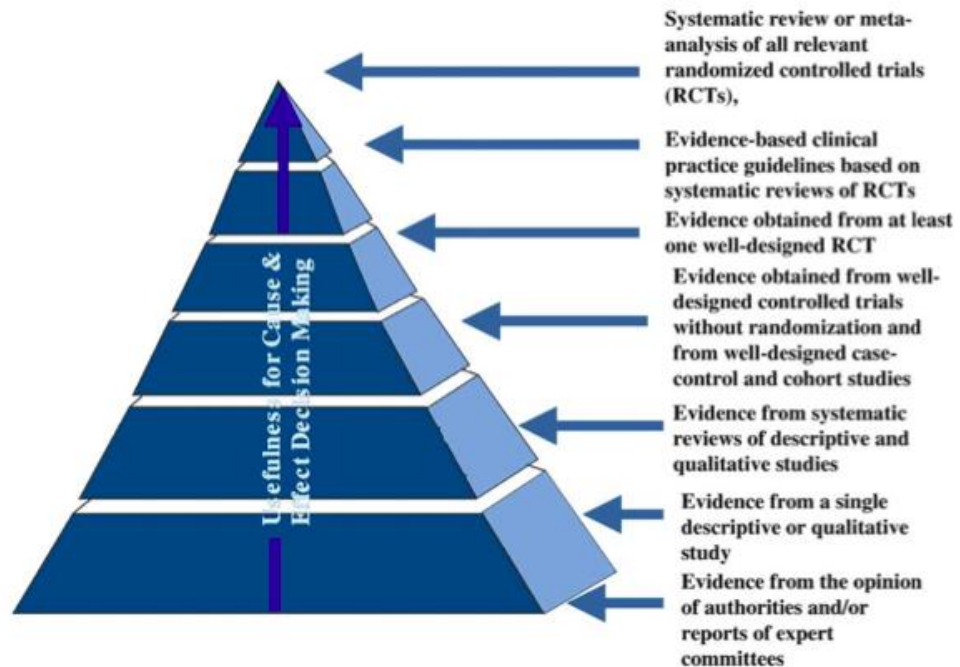 Systematic review or meta-
analysis of all relevant
randomized controlled trials
(RCTs),
Evidence-based clinical
practice guidelines based on
systematic reviews of RCTs
Evidence obtained from at least
one well-designed RCT
Evidence obtained from well-
designed controlled trials
without randomization and
from well-designed case-
control and cohort studies
Evidence from systematic
reviews of descriptive and
qualitative studies
Evidence from a single
descriptive or qualitative
study
Evidence from the opinion
of authorities and/or
reports of expert
committees
Usefulness for Cause &
Effect Decision Making